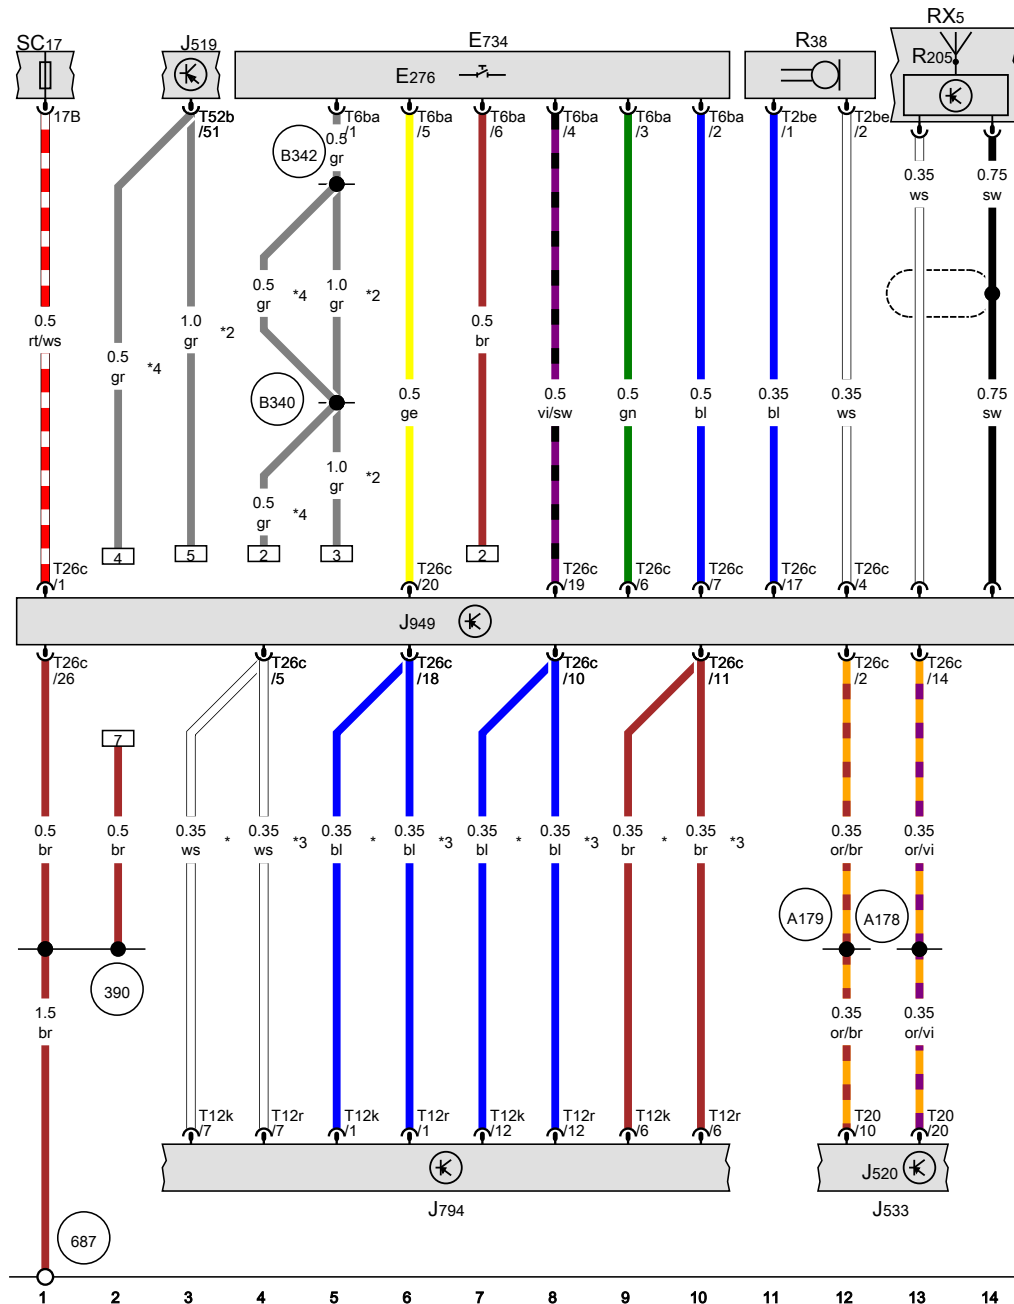 SC17
J519
E734
R38
RX5
E276
R205
17B
T52b
/51
T6ba
/1
T6ba
/5
T6ba
/6
T6ba
/4
T6ba
/3
T6ba
/2
T2be
/1
T2be
/2
0.5
gr
B342
0.35
ws
0.75
sw
0.5
gr
*4
1.0
gr
*2
0.5
rt/ws
1.0
gr
*2
0.5
br
0.5
gr
*4
B340
0.5
ge
0.5
vi/sw
0.5
gn
0.5
bl
0.35
bl
0.35
ws
0.75
sw
1.0
gr
*2
0.5
gr
*4
4
5
2
3
2
T26c
/1
T26c
/20
T26c
/19
T26c
/6
T26c
/7
T26c
/17
T26c
/4
J949
T26c
/26
T26c
/5
T26c
/18
T26c
/10
T26c
/11
T26c
/2
T26c
/14
7
0.5
br
0.5
br
0.35
ws
*
0.35
ws
*3
0.35
bl
*
0.35
bl
*3
0.35
bl
*
0.35
bl
*3
0.35
br
*
0.35
br
*3
0.35
or/br
0.35
or/vi
A179
A178
390
1.5
br
0.35
or/br
0.35
or/vi
T12k
/7
T12r
/7
T12k
/1
T12r
/1
T12k
/12
T12r
/12
T12k
/6
T12r
/6
T20
/10
T20
/20
J520
J794
J533
687
1 2 3 4 5 6 7 8 9 10 11 12 13 14